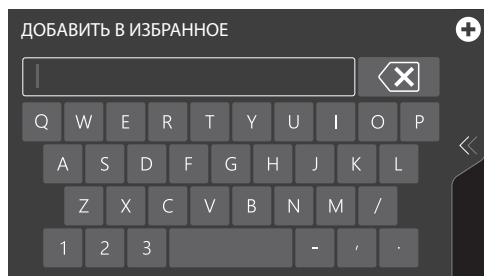 ДОБАВИТЬ В ИЗБРАННОЕ
Q W E R T Y U I O P
A S D F G H J K L
Z X C V B N M /
1 2 3 - , .